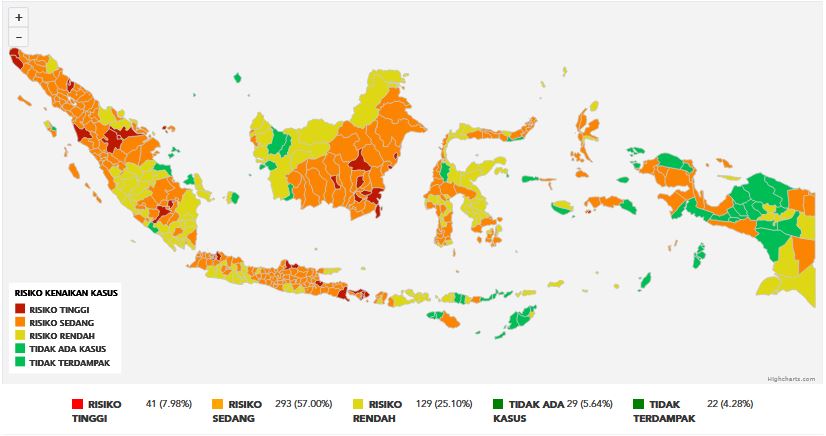 +
−
RISIKO KENAIKAN KASUS
RISIKO TINGGI
RISIKO SEDANG
RISIKO RENDAH
TIDAK ADA KASUS
TIDAK TERDAMPAK
Highcharts.com
RISIKO TINGGI 41 (7.98%)
RISIKO SEDANG 293 (57.00%)
RISIKO RENDAH 129 (25.10%)
TIDAK ADA KASUS 29 (5.64%)
TIDAK TERDAMPAK 22 (4.28%)